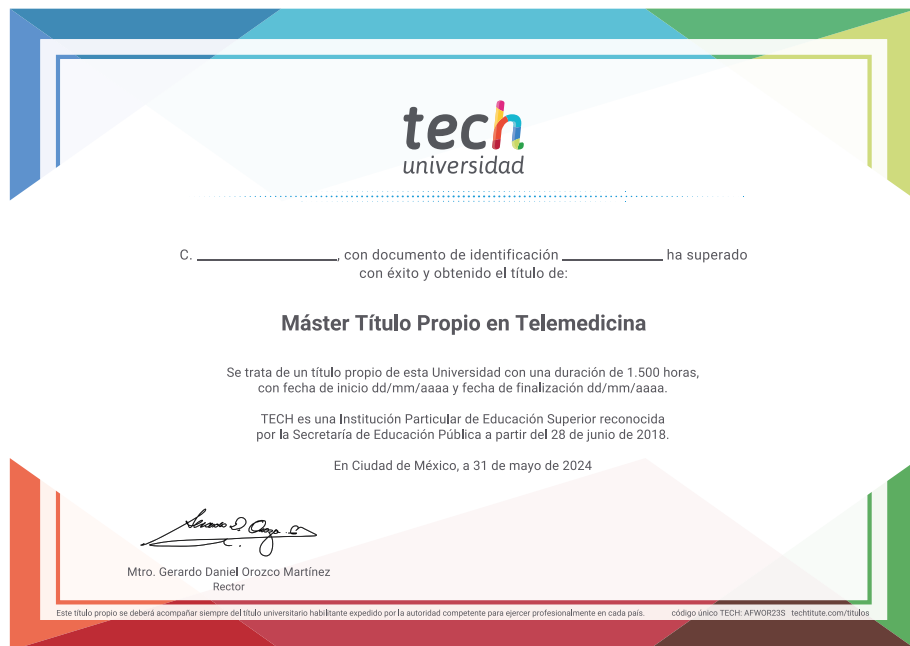 tech
universidad
C. ____________, con documento de identificación ____________ ha superado
con éxito y obtenido el título de:
Máster Título Propio en Telemedicina
Se trata de un título propio de esta Universidad con una duración de 1.500 horas,
con fecha de inicio dd/mm/aaaa y fecha de finalización dd/mm/aaaa.
TECH es una Institución Particular de Educación Superior reconocida
por la Secretaría de Educación Pública a partir del 28 de junio de 2018.
En Ciudad de México, a 31 de mayo de 2024
Mtro. Gerardo Daniel Orozco Martínez
Rector
Este título propio se deberá acompañar siempre del título universitario habilitante expedido por la autoridad competente para ejercer profesionalmente en cada país. código único TECH: AFWOR23S techtitute.com/titulos